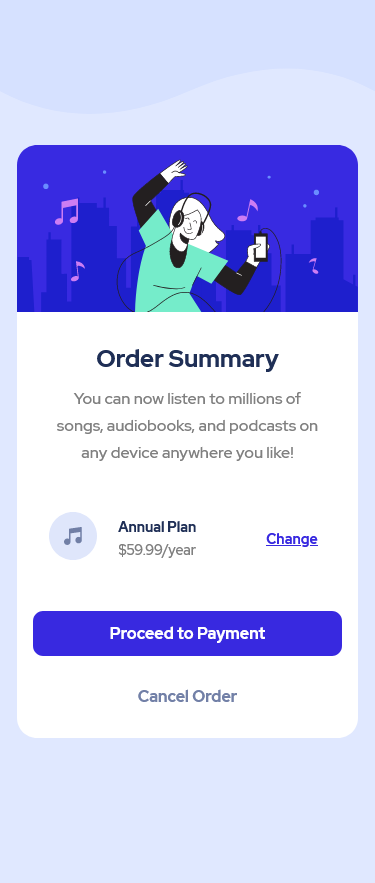 Order Summary
You can now listen to millions of
songs, audiobooks, and podcasts on
any device anywhere you like!
Annual Plan
$59.99/year
Change
Proceed to Payment
Cancel Order